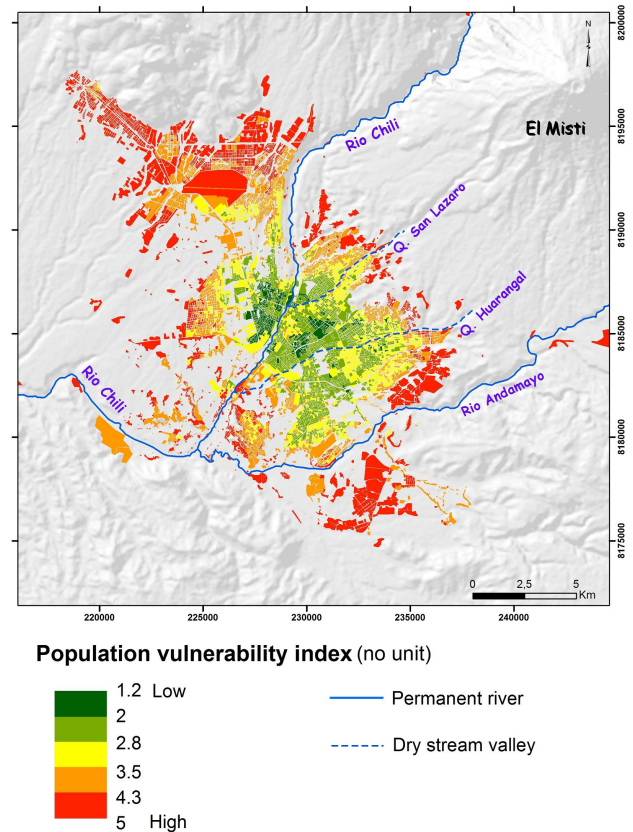 N
El Misti
Rio Chili
Q. San Lazaro
Q. Huarangal
Rio Chili
Rio Andamayo
8200000
8195000
8190000
8185000
8180000
8175000
0 2,5 5
Km
220000 225000 230000 235000 240000
Population vulnerability index (no unit)
1.2 Low
2
2.8
3.5
4.3
5 High
Permanent river
Dry stream valley